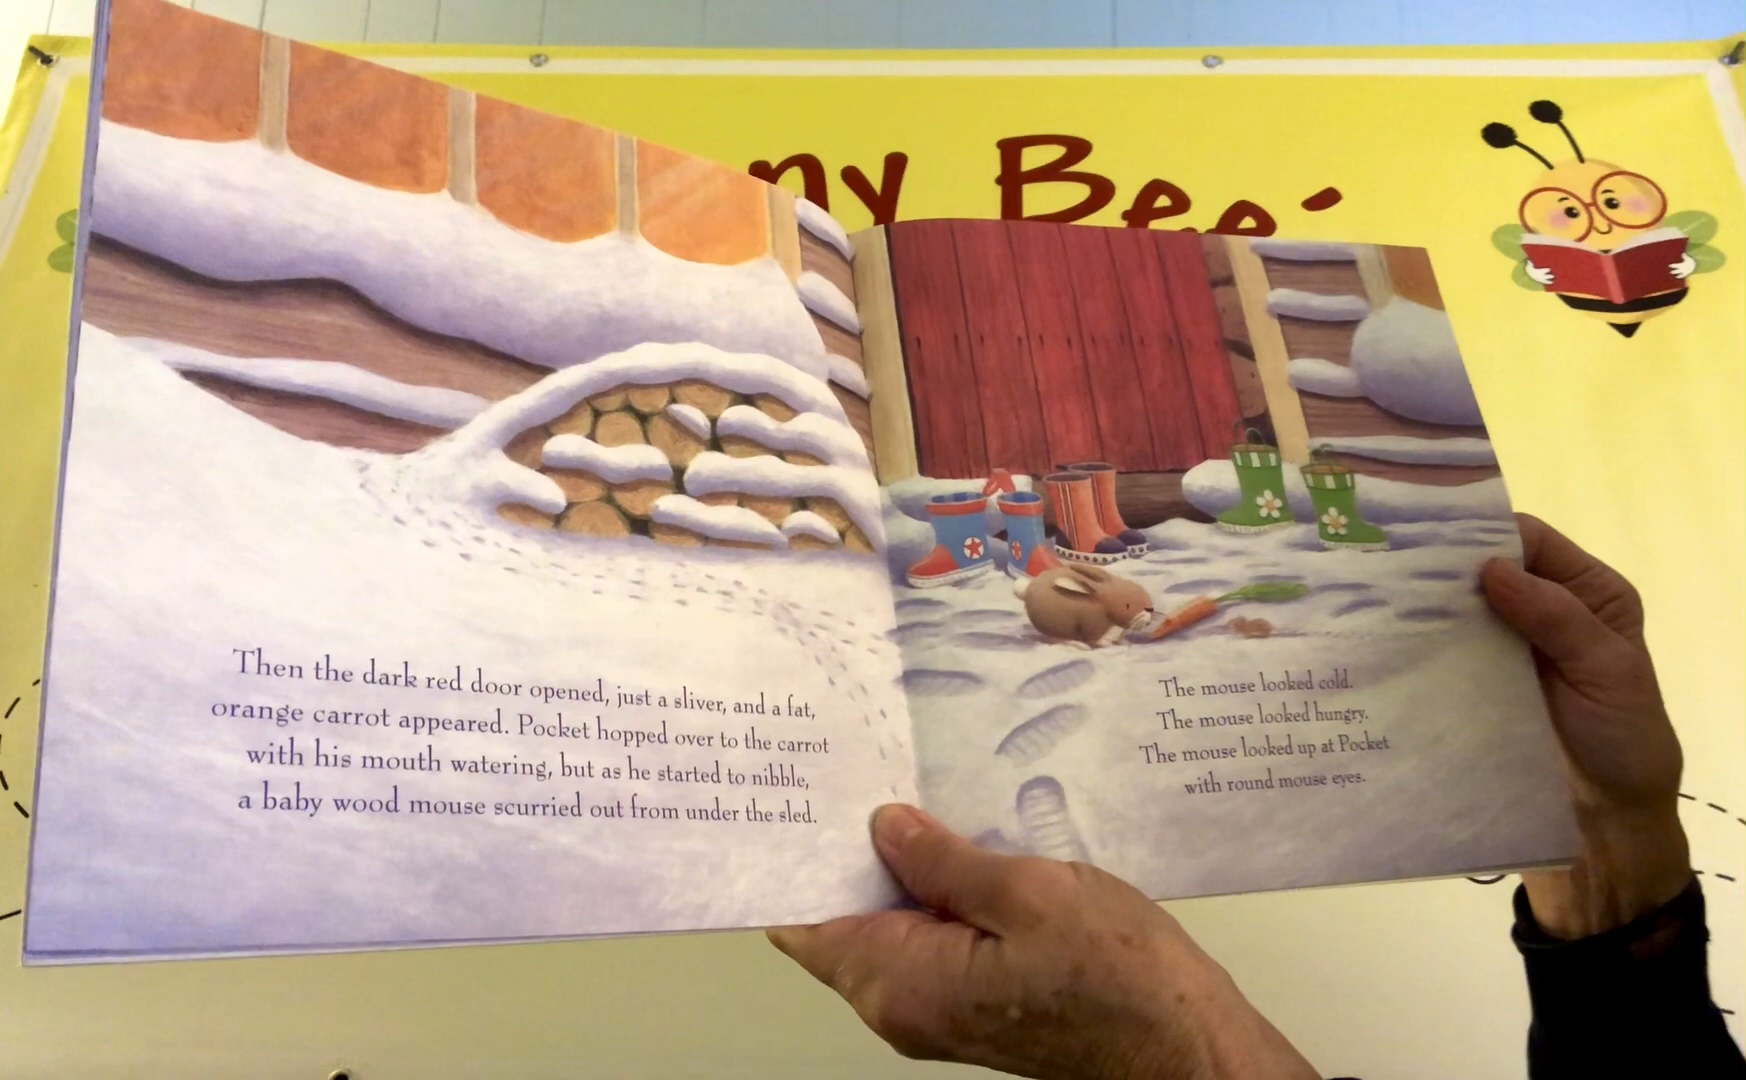 ny Bee'
Then the dark red door opened, just a sliver, and a fat,
orange carrot appeared. Pocket hopped over to the carrot
with his mouth watering, but as he started to nibble,
a baby wood mouse scurried out from under the sled.
The mouse looked cold.
The mouse looked hungry.
The mouse looked up at Pocket
with round mouse eyes.